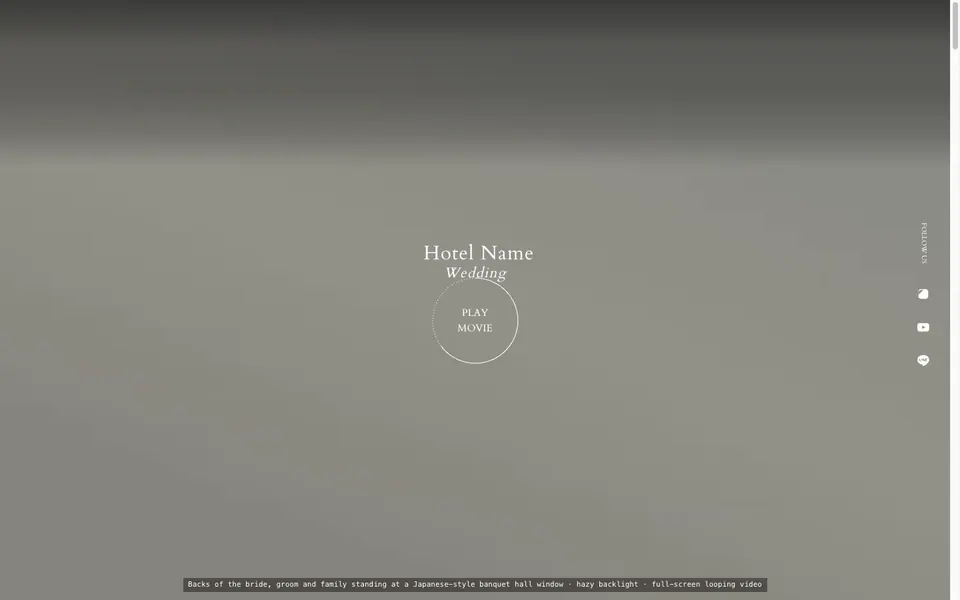 Hotel Name
Wedding
PLAY
MOVIE
FOLLOW US
LINE
Backs of the bride, groom and family standing at a Japanese-style banquet hall window · hazy backlight · full-screen looping video